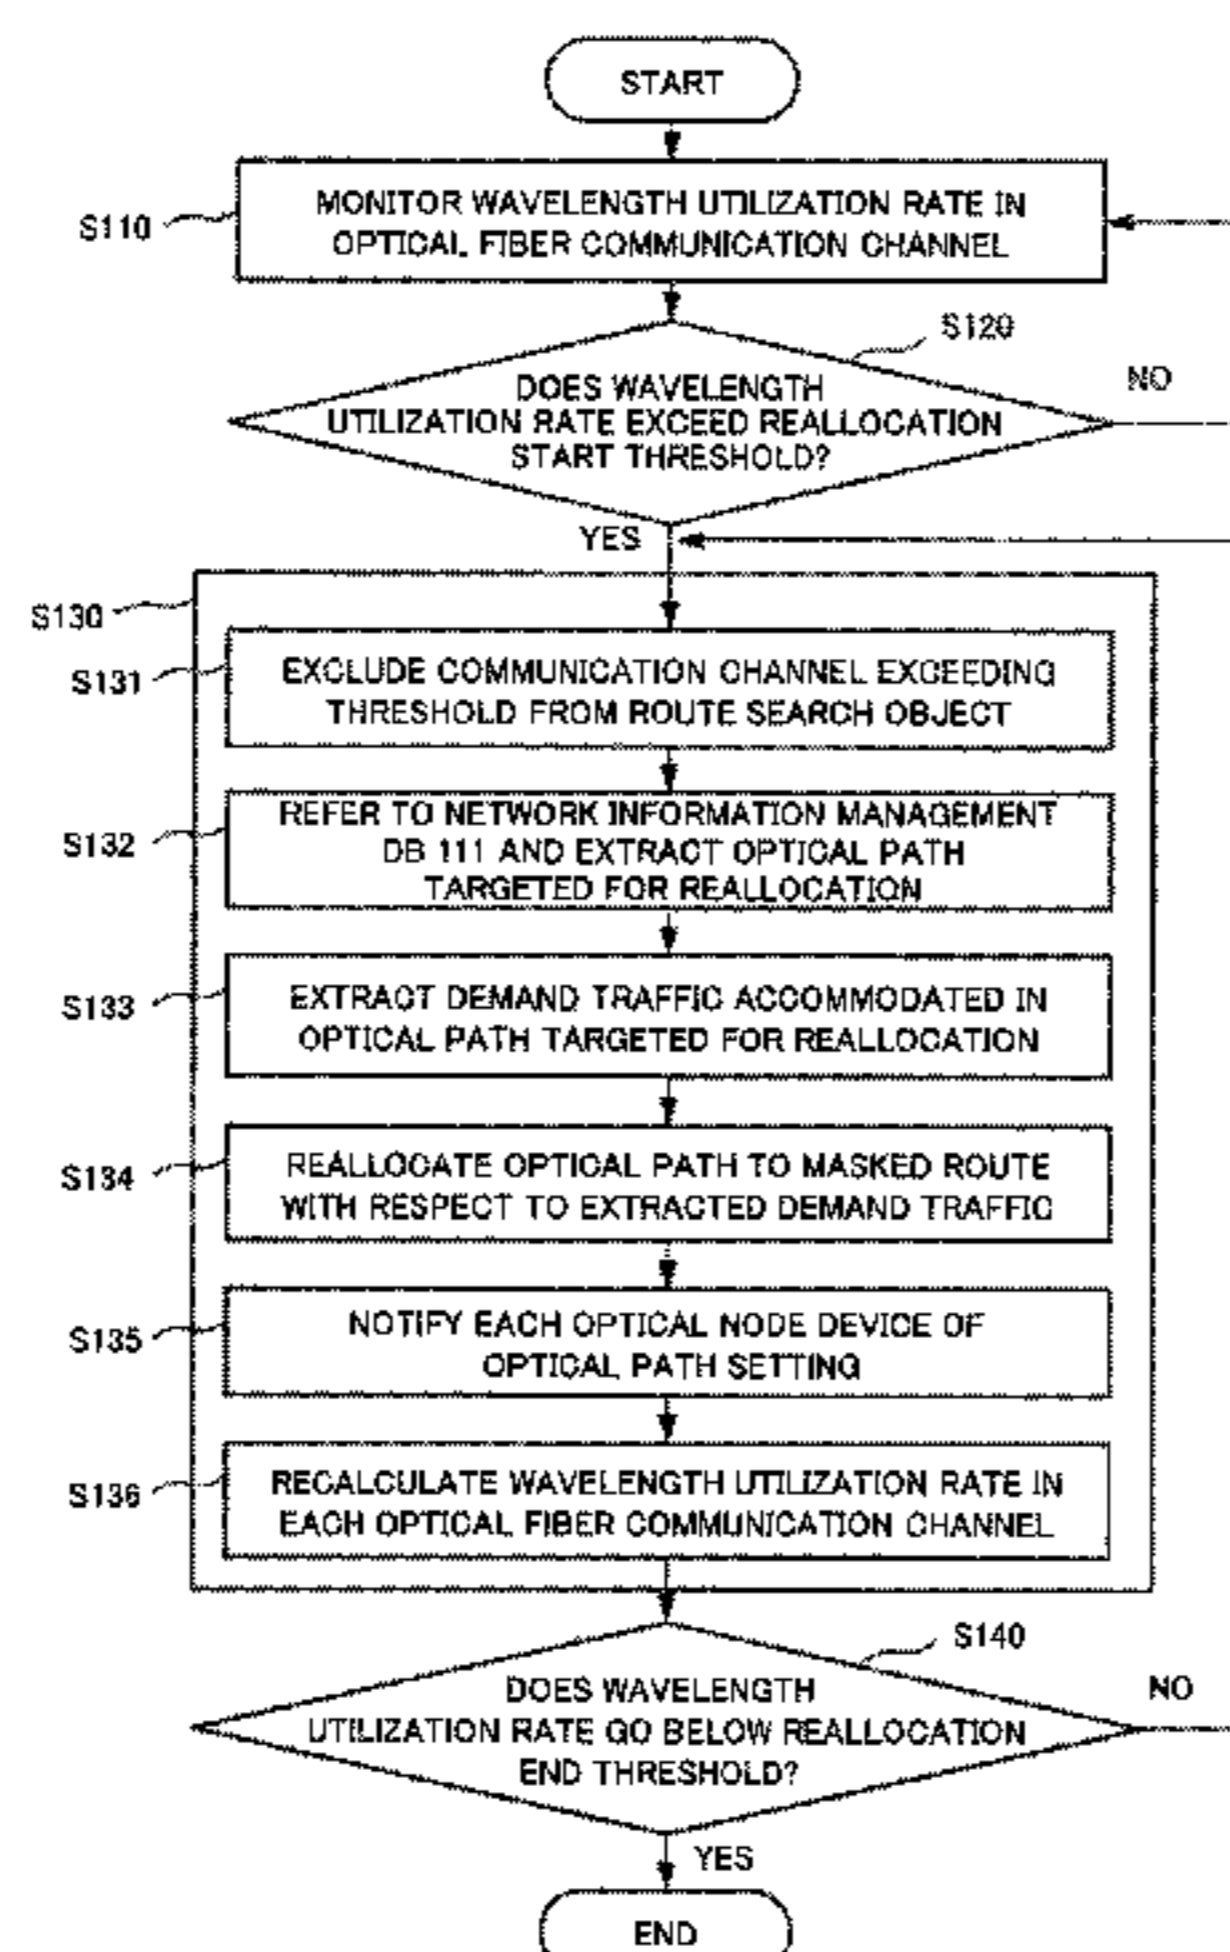 START
S110
MONITOR WAVELENGTH UTILIZATION RATE IN
OPTICAL FIBER COMMUNICATION CHANNEL
S120
DOES WAVELENGTH
UTILIZATION RATE EXCEED REALLOCATION
START THRESHOLD?
NO
YES
S130
S131
EXCLUDE COMMUNICATION CHANNEL EXCEEDING
THRESHOLD FROM ROUTE SEARCH OBJECT
S132
REFER TO NETWORK INFORMATION MANAGEMENT
DB 111 AND EXTRACT OPTICAL PATH
TARGETED FOR REALLOCATION
S133
EXTRACT DEMAND TRAFFIC ACCOMMODATED IN
OPTICAL PATH TARGETED FOR REALLOCATION
S134
REALLOCATE OPTICAL PATH TO MASKED ROUTE
WITH RESPECT TO EXTRACTED DEMAND TRAFFIC
S135
NOTIFY EACH OPTICAL NODE DEVICE OF
OPTICAL PATH SETTING
S136
RECALCULATE WAVELENGTH UTILIZATION RATE IN
EACH OPTICAL FIBER COMMUNICATION CHANNEL
S140
DOES WAVELENGTH
UTILIZATION RATE GO BELOW REALLOCATION
END THRESHOLD?
NO
YES
END